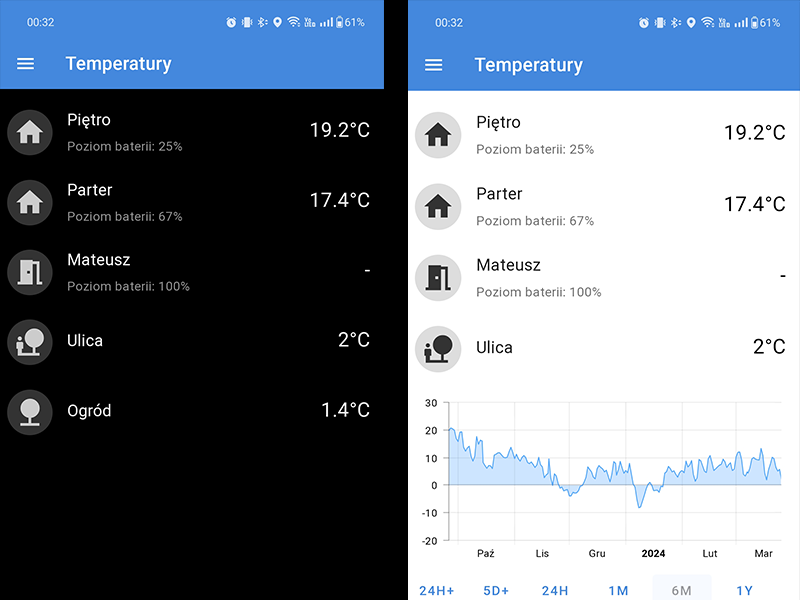 00:32
61%
Temperatury
Piętro
19.2°C
Poziom baterii: 25%
Parter
17.4°C
Poziom baterii: 67%
Mateusz
-
Poziom baterii: 100%
Ulica
2°C
Ogród
1.4°C
00:32
61%
Temperatury
Piętro
19.2°C
Poziom baterii: 25%
Parter
17.4°C
Poziom baterii: 67%
Mateusz
-
Poziom baterii: 100%
Ulica
2°C
30
20
10
0
-10
-20
Paź Lis Gru 2024 Lut Mar
24H+ 5D+ 24H 1M 6M 1Y